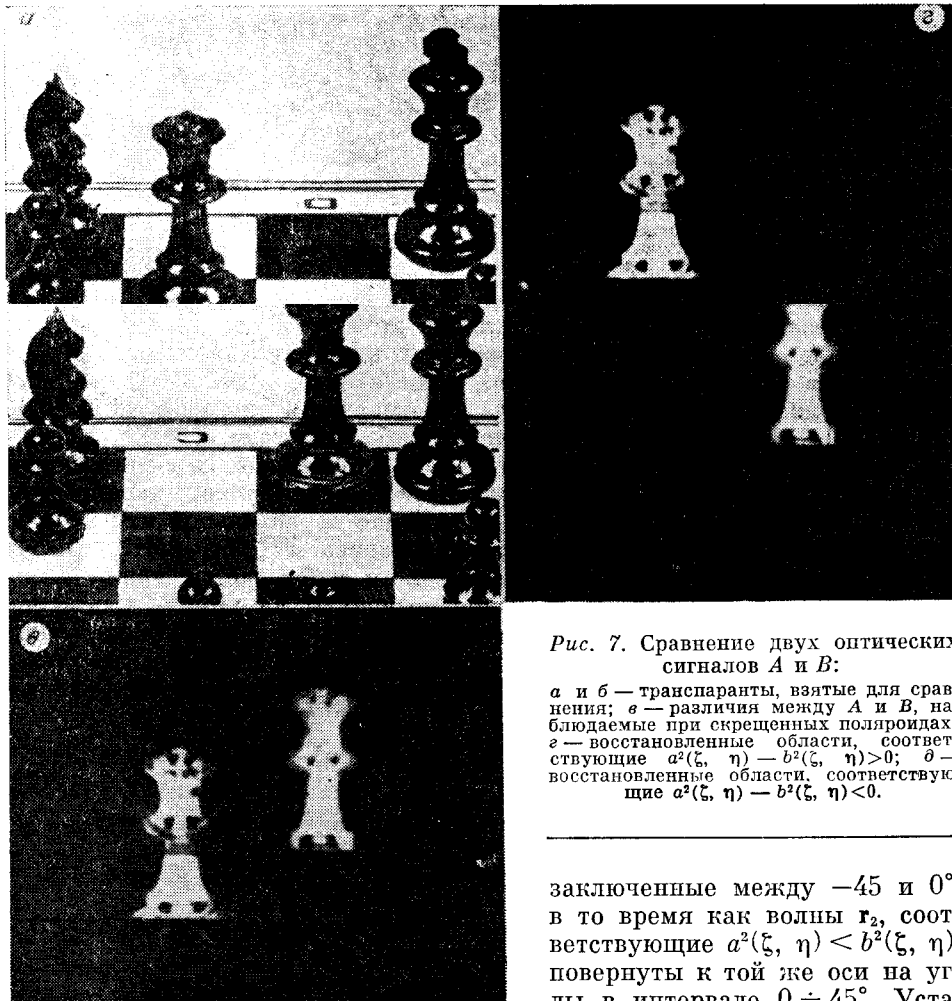 а
г
в
Рис. 7. Сравнение двух оптических
сигналов A и B:
а и б — транспаранты, взятые для срав
нения; в — различия между A и B, на
блюдаемые при скрещенных поляроидах
г — восстановленные области, соответ
ствующие a²(ζ, η) — b²(ζ, η)>0; д —
восстановленные области, соответствую
щие a²(ζ, η) — b²(ζ, η)<0.
заключенные между —45 и 0°
в то время как волны r₂, соот
ветствующие a²(ζ, η) < b²(ζ, η)
повернуты к той же оси на уг
лы в интервале 0 ÷ 45°. Уста